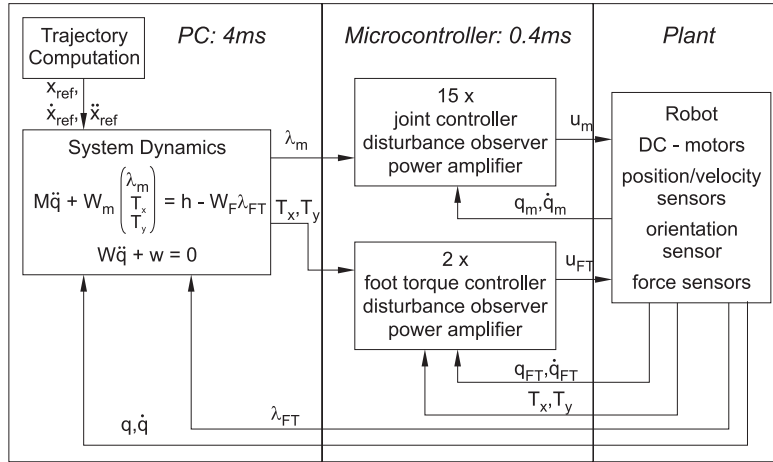 PC: 4ms
Microcontroller: 0.4ms
Plant
Trajectory
Computation
x_ref,
ẋ_ref, ẍ_ref
System Dynamics
Mq̈ + W_m (λ_m T_x T_y) = h - W_F λ_FT
Wq̈ + w = 0
λ_m
T_x,T_y
15 x
joint controller
disturbance observer
power amplifier
u_m
q_m,q̇_m
2 x
foot torque controller
disturbance observer
power amplifier
u_FT
q_FT,q̇_FT
T_x,T_y
Robot
DC - motors
position/velocity
sensors
orientation
sensor
force sensors
λ_FT
q,q̇